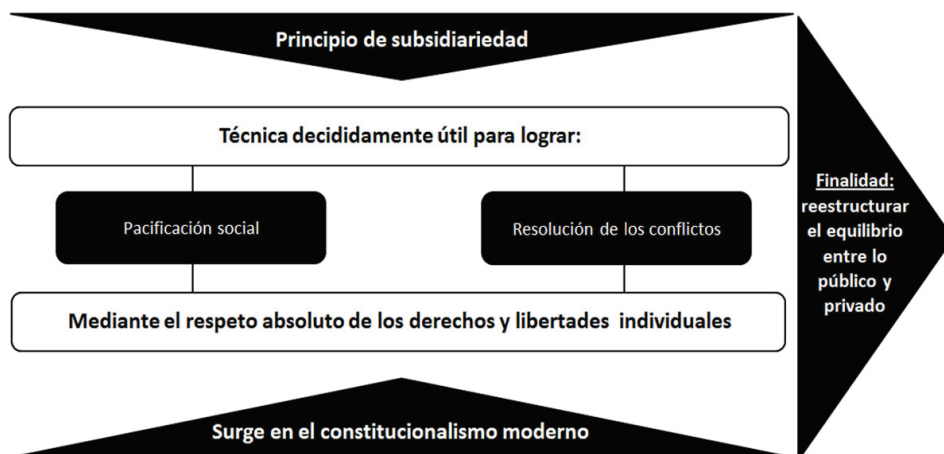 Principio de subsidiariedad
Técnica decididamente útil para lograr:
Pacificación social
Resolución de los conflictos
Mediante el respeto absoluto de los derechos y libertades individuales
Surge en el constitucionalismo moderno
Finalidad:
reestructurar
el equilibrio
entre lo
público y
privado